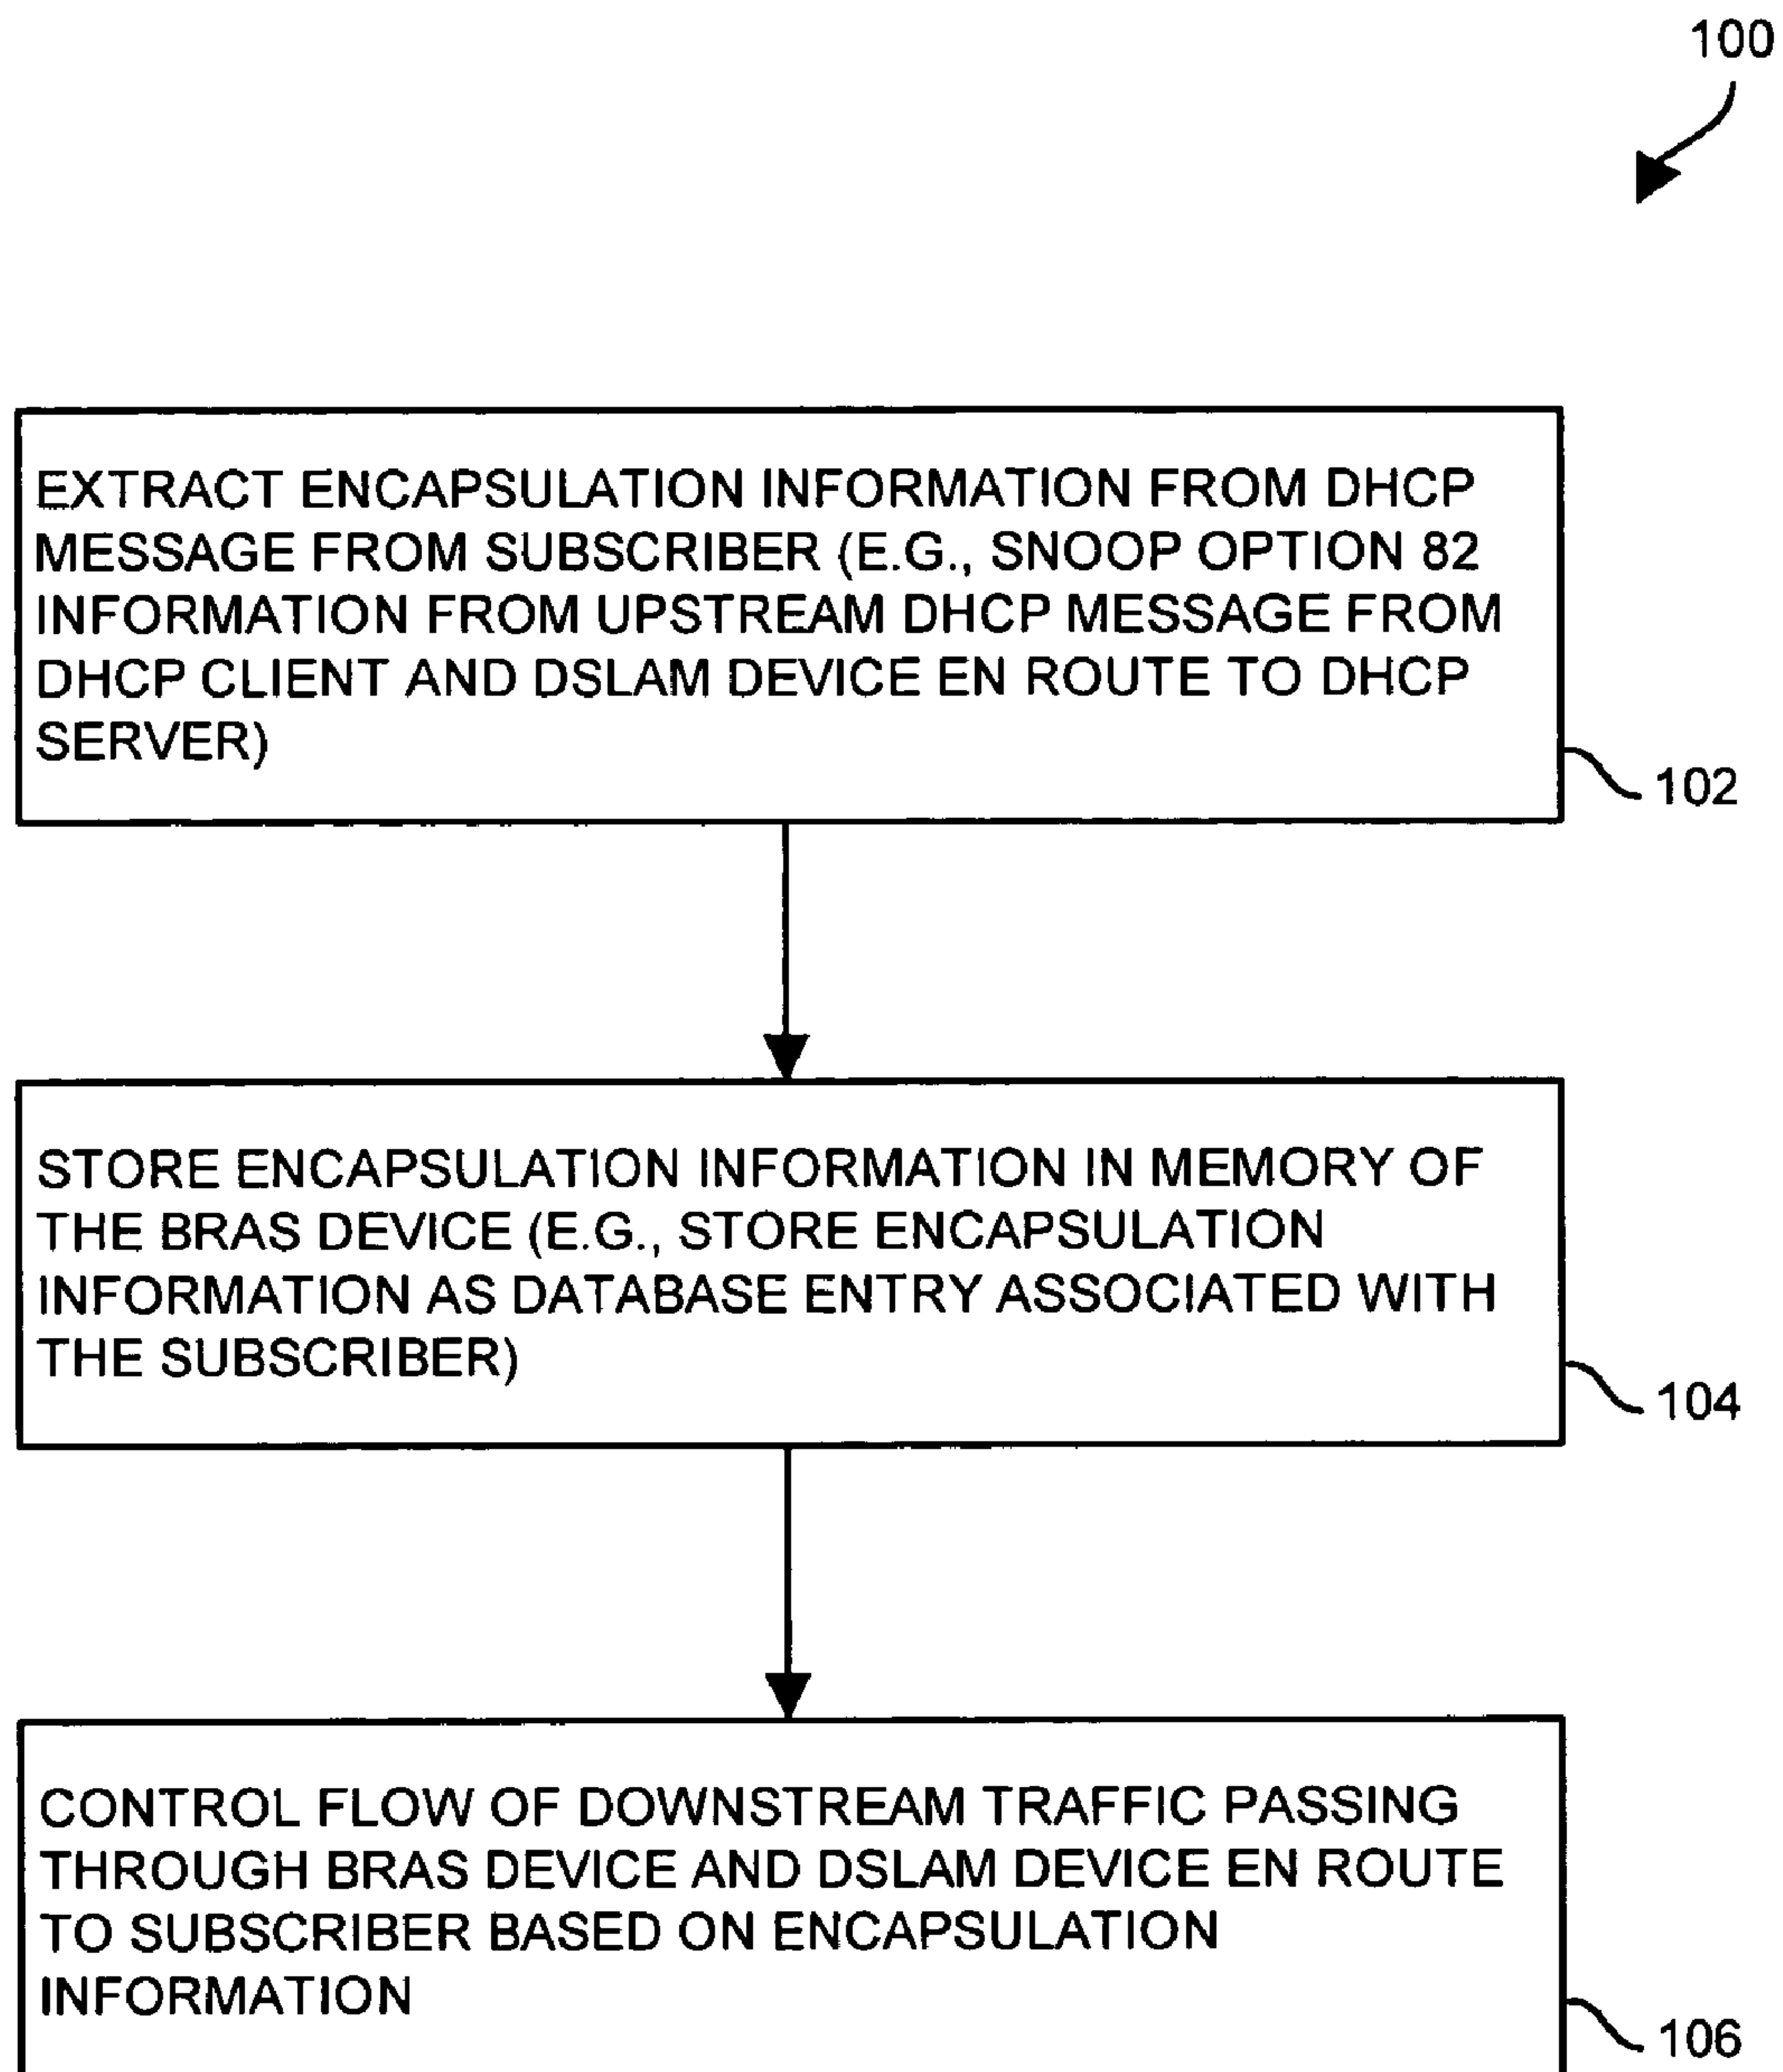 100
EXTRACT ENCAPSULATION INFORMATION FROM DHCP
MESSAGE FROM SUBSCRIBER (E.G., SNOOP OPTION 82
INFORMATION FROM UPSTREAM DHCP MESSAGE FROM
DHCP CLIENT AND DSLAM DEVICE EN ROUTE TO DHCP
SERVER)
102
STORE ENCAPSULATION INFORMATION IN MEMORY OF
THE BRAS DEVICE (E.G., STORE ENCAPSULATION
INFORMATION AS DATABASE ENTRY ASSOCIATED WITH
THE SUBSCRIBER)
104
CONTROL FLOW OF DOWNSTREAM TRAFFIC PASSING
THROUGH BRAS DEVICE AND DSLAM DEVICE EN ROUTE
TO SUBSCRIBER BASED ON ENCAPSULATION
INFORMATION
106